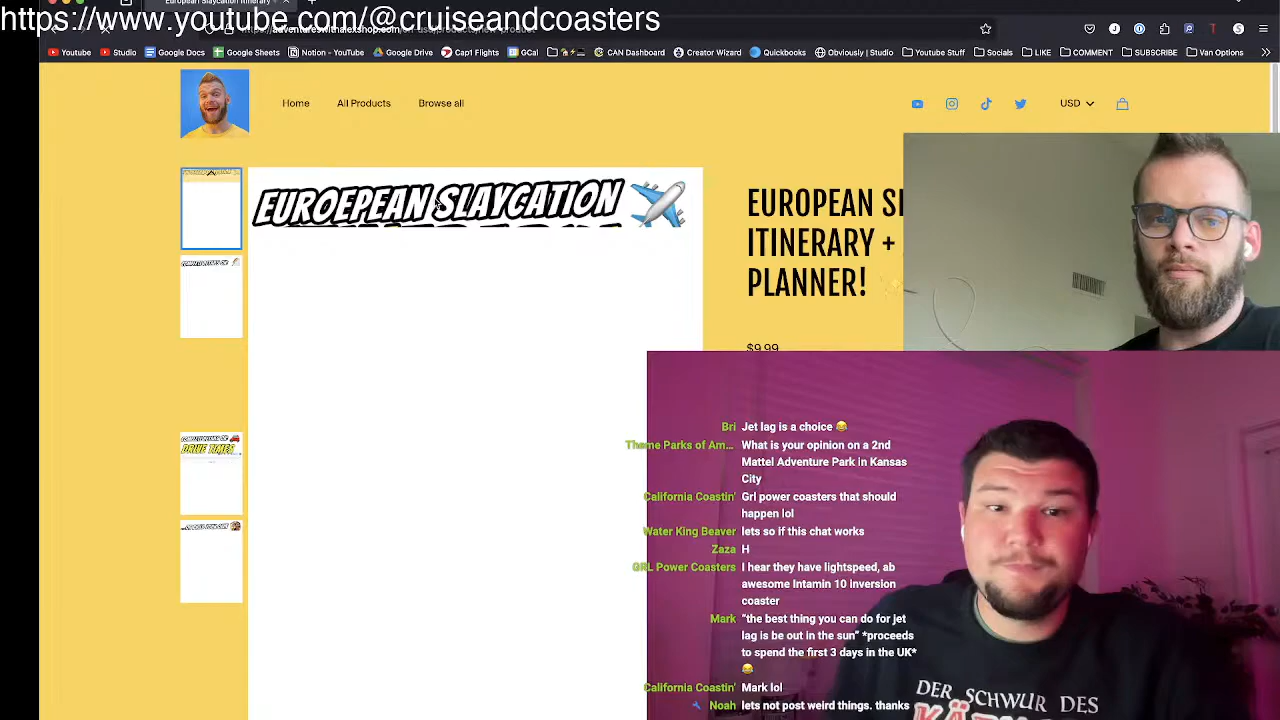 https://www.youtube.com/@cruiseandcoasters
European Slaycation Itinerary +
adventureswithalexshop.com
Youtube
Studio
Google Docs
Google Sheets
Notion - YouTube
Google Drive
Capt Flights
GCal
CAN Dashboard
Creator Wizard
Quickbooks
Obviously | Studio
Youtube Stuff
Socials
LIKE
COMMENT
SUBSCRIBE
Van Options
Home
All Products
Browse all
USD
EUROEPEAN SLAYCATION
DRIVE TIMES
EUROPEAN
ITINERARY +
PLANNER!
$9.99
Bri Jet lag is a choice 😂
Theme Parks of Am... What is your opinion on a 2nd
Mattel Adventure Park in Kansas
City
California Coastin' Grl power coasters that should
happen lol
Water King Beaver lets so if this chat works
Zaza H
GRL Power Coasters I hear they have lightspeed, ab
awesome Intamin 10 inversion
coaster
Mark "the best thing you can do for jet
lag is be out in the sun" *proceeds
to spend the first 3 days in the UK*
😂
California Coastin' Mark lol
Noah lets not post weird things. thanks
DER SCHWUR DES